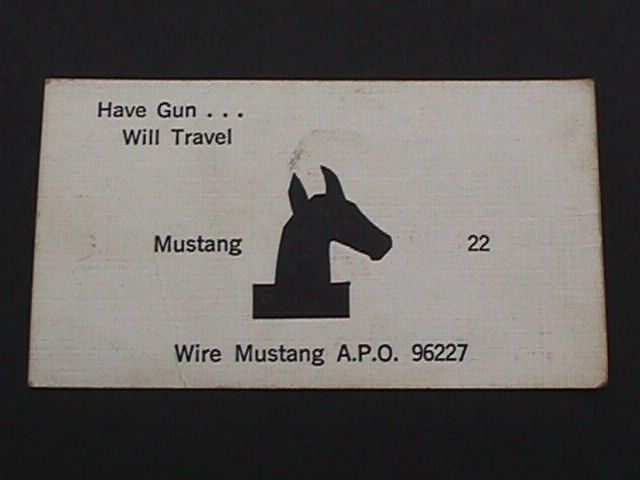 Have Gun . . .
Will Travel
Mustang 22
Wire Mustang A.P.O. 96227